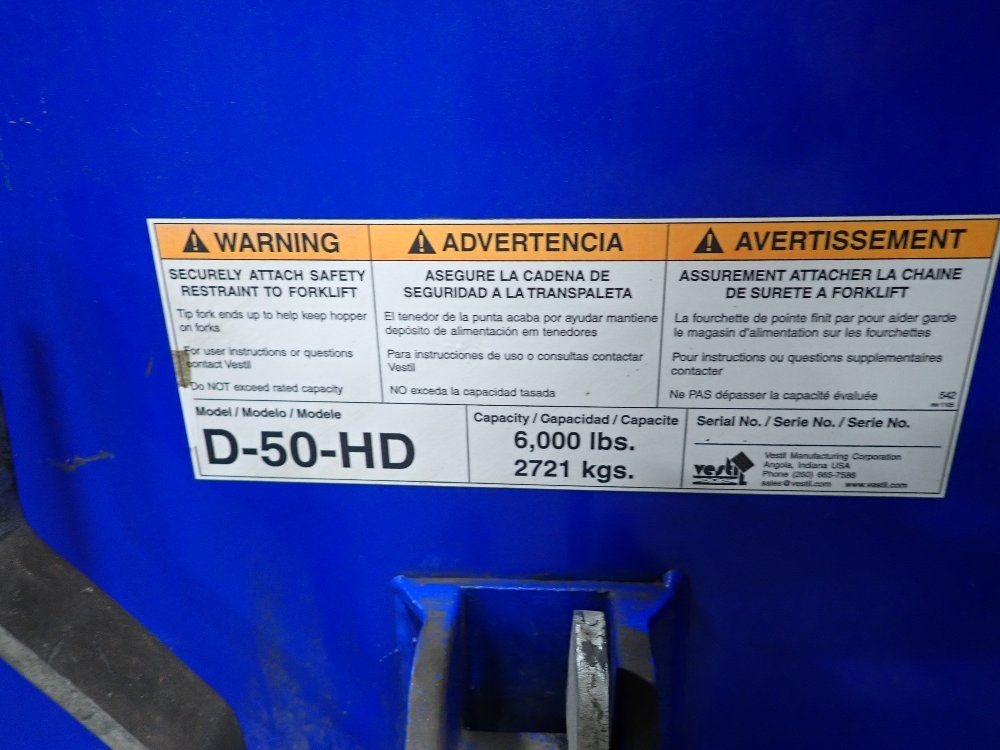 WARNING
SECURELY ATTACH SAFETY
RESTRAINT TO FORKLIFT
Tip fork ends up to help keep hopper
on forks
For user instructions or questions
contact Vestil
Do NOT exceed rated capacity
ADVERTENCIA
ASEGURE LA CADENA DE
SEGURIDAD A LA TRANSPALETA
El tenedor de la punta acaba por ayudar mantiene
depósito de alimentación em tenedores
Para instrucciones de uso o consultas contactar
Vestil
NO exceda la capacidad tasada
AVERTISSEMENT
ASSUREMENT ATTACHER LA CHAINE
DE SURETE A FORKLIFT
La fourchette de pointe finit par pour aider garde
le magasin d'alimentation sur les fourchettes
Pour instructions ou questions supplementaires
contacter
Ne PAS dépasser la capacité évaluée
542
Model / Modelo / Modele
D-50-HD
Capacity / Capacidad / Capacite
6,000 lbs.
2721 kgs.
Serial No. / Serie No. / Serie No.
vestil
Vestil Manufacturing Corporation
Angola, Indiana USA
Phone (260) 665-7586
sales@vestil.com www.vestil.com